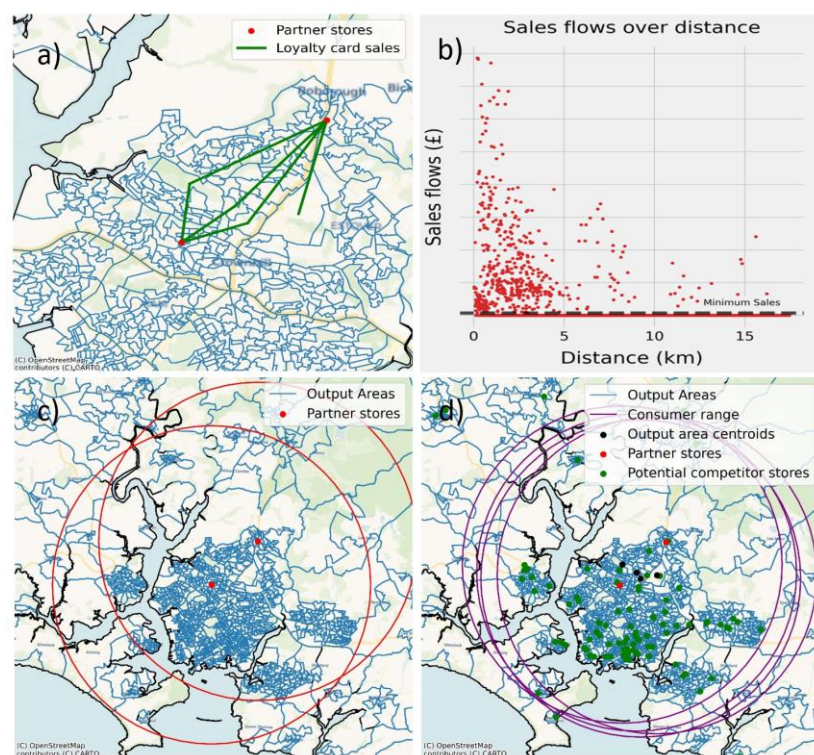 a)
Partner stores
Loyalty card sales
Roborough
(C) OpenStreetMap
contributors (C) CARTO
b)
Sales flows over distance
Sales flows (£)
Minimum Sales
0 5 10 15
Distance (km)
c)
Output Areas
Partner stores
(C) OpenStreetMap
contributors (C) CARTO
d)
Output Areas
Consumer range
Output area centroids
Partner stores
Potential competitor stores
(C) OpenStreetMap
contributors (C) CARTO